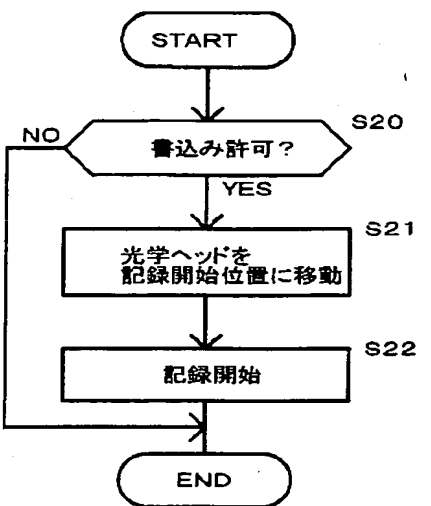 START
NO
書込み許可?
S20
YES
S21
光学ヘッドを
記録開始位置に移動
S22
記録開始
END